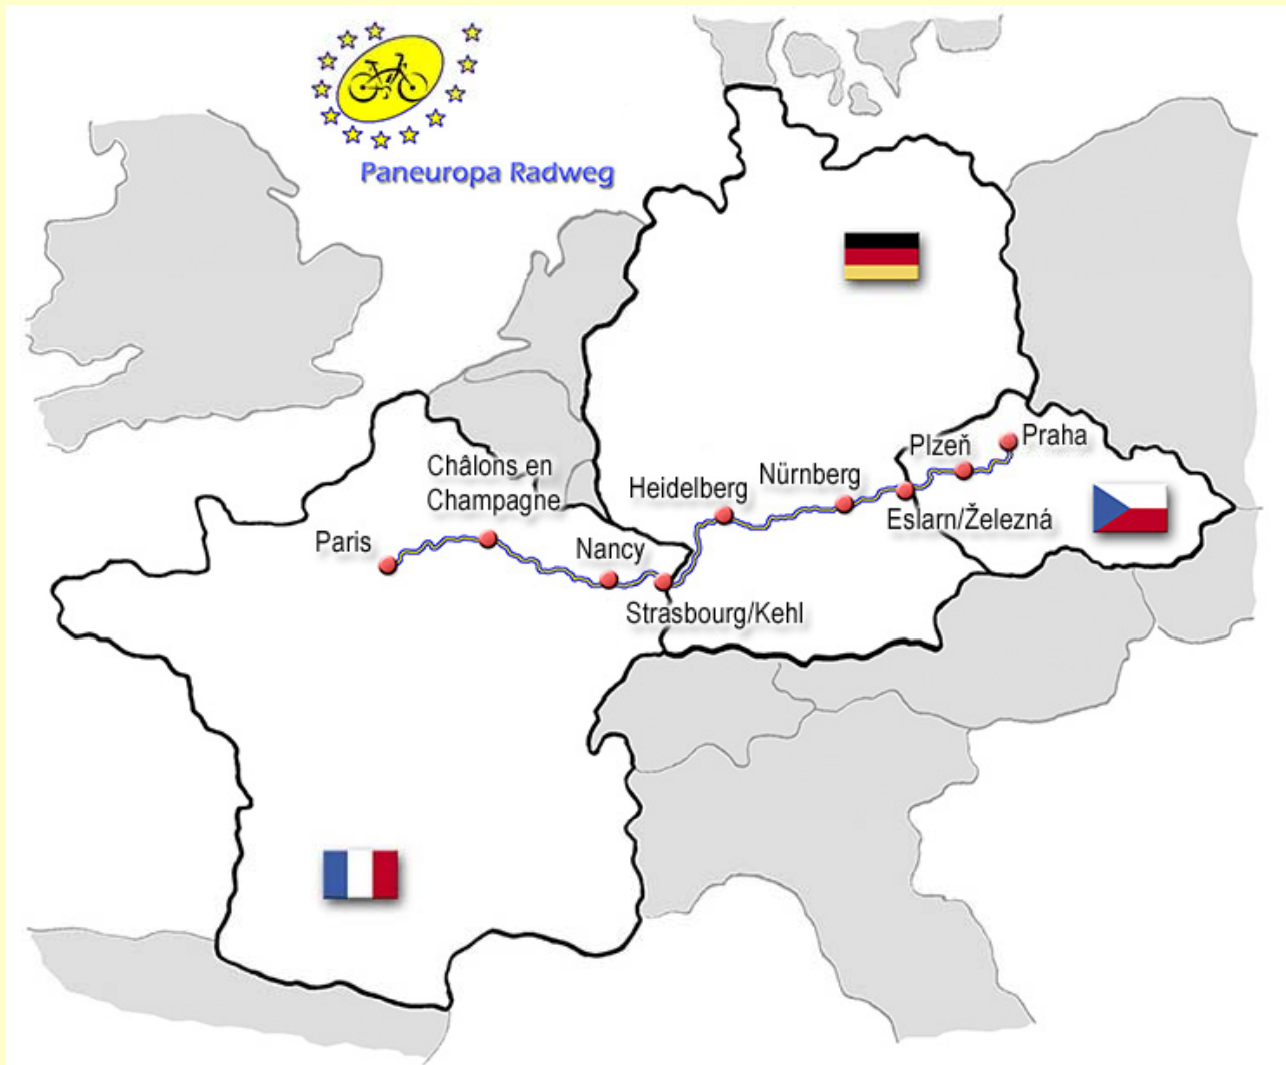 Paneuropa Radweg
Praha
Plzeň
Châlons en
Champagne
Nürnberg
Heidelberg
Eslarn/Železná
Paris
Nancy
Strasbourg/Kehl